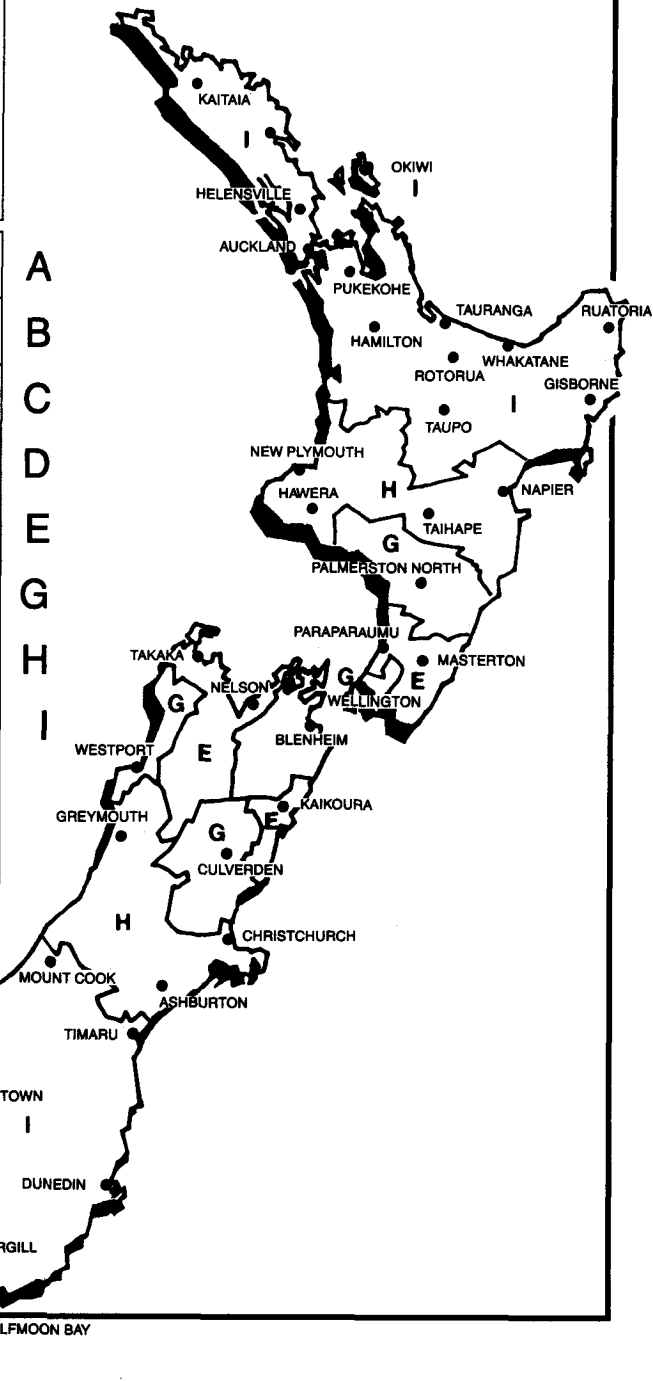 KAITAIA
I
OKIWI
I
HELENSVILLE
AUCKLAND
A
PUKEKOHE
TAURANGA
RUATORIA
B
HAMILTON
WHAKATANE
ROTORUA
GISBORNE
C
I
TAUPO
NEW PLYMOUTH
D
HAWERA
H
NAPIER
E
TAIHAPE
G
PALMERSTON NORTH
G
PARAPARAUMU
H
TAKAKA
MASTERTON
G
E
NELSON
G
WELLINGTON
I
BLENHEIM
WESTPORT
E
KAIKOURA
GREYMOUTH
E
G
CULVERDEN
H
CHRISTCHURCH
MOUNT COOK
ASHBURTON
TIMARU
TOWN
I
DUNEDIN
RGILL
LFMOON BAY